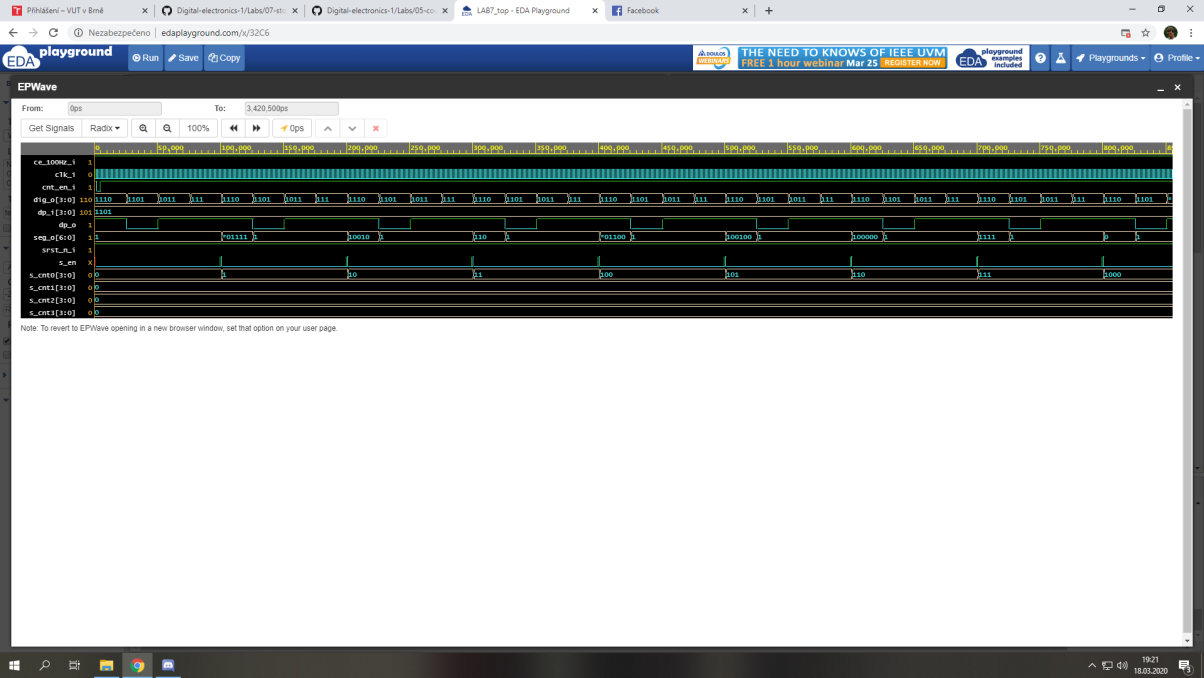 Přihlášení – VUT v Brně
Digital-electronics-1/Labs/07-sto
Digital-electronics-1/Labs/05-cou
LAB7_top - EDA Playground
Facebook
Nezabezpečeno | edaplayground.com/x/32C6
EDA playground
Run
Save
Copy
DOULOS WEBINARS
THE NEED TO KNOWS OF IEEE UVM
FREE 1 hour webinar Mar 25 REGISTER NOW
EDA playground examples included
Playgrounds
Profile
EPWave
From: 0ps To: 3,420,500ps
Get Signals Radix 100% 0ps
0 50,000 100,000 150,000 200,000 250,000 300,000 350,000 400,000 450,000 500,000 550,000 600,000 650,000 700,000 750,000 800,000
ce_100Hz_i 1
clk_i 0
cnt_en_i 1
dig_o[3:0] 110 1110 1101 1011 111 1110 1101 1011 111 1110 1101 1011 111 1110 1101 1011 111 1110 1101 1011 111 1110 1101 1011 111 1110 1101 1011 111 1110 1101 1011 111 1110 1101 *
dp_i[3:0] 101 1101
dp_o 1
seg_o[6:0] 1 1 *01111 1 10010 1 110 1 *01100 1 100100 1 100000 1 1111 1 0 1
srst_n_i 1
s_en X
s_cnt0[3:0] 0 0 1 10 11 100 101 110 111 1000
s_cnt1[3:0] 0 0
s_cnt2[3:0] 0 0
s_cnt3[3:0] 0 0
Note: To revert to EPWave opening in a new browser window, set that option on your user page.
19:21
18.03.2020
3